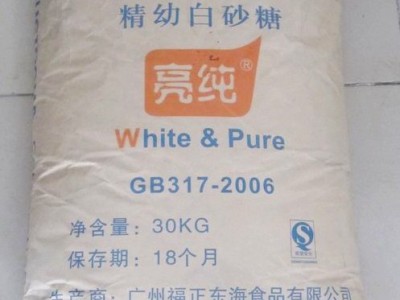 精幼白砂糖
亮纯®
White & Pure
GB317-2006
净含量：30KG
保存期：18个月
生产商：广州福正东海食品有限公司